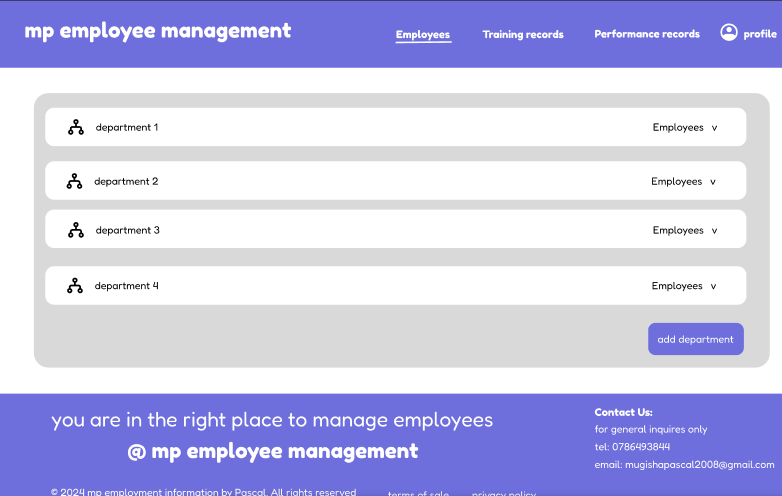 mp employee management
Employees Training records Performance records profile
department 1 Employees v
department 2 Employees v
department 3 Employees v
department 4 Employees v
add department
you are in the right place to manage employees
@ mp employee management
Contact Us:
for general inquires only
tel: 0786493844
email: mugishapascal2008@gmail.com
© 2024 mp employment information by Pascal. All rights reserved terms of sale privacy policy